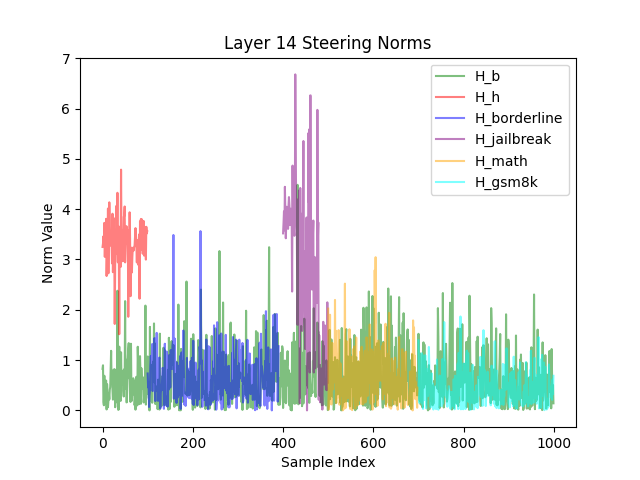 Layer 14 Steering Norms
H_b
H_h
H_borderline
H_jailbreak
H_math
H_gsm8k
7
6
5
4
3
2
1
0
Norm Value
0
200
400
600
800
1000
Sample Index